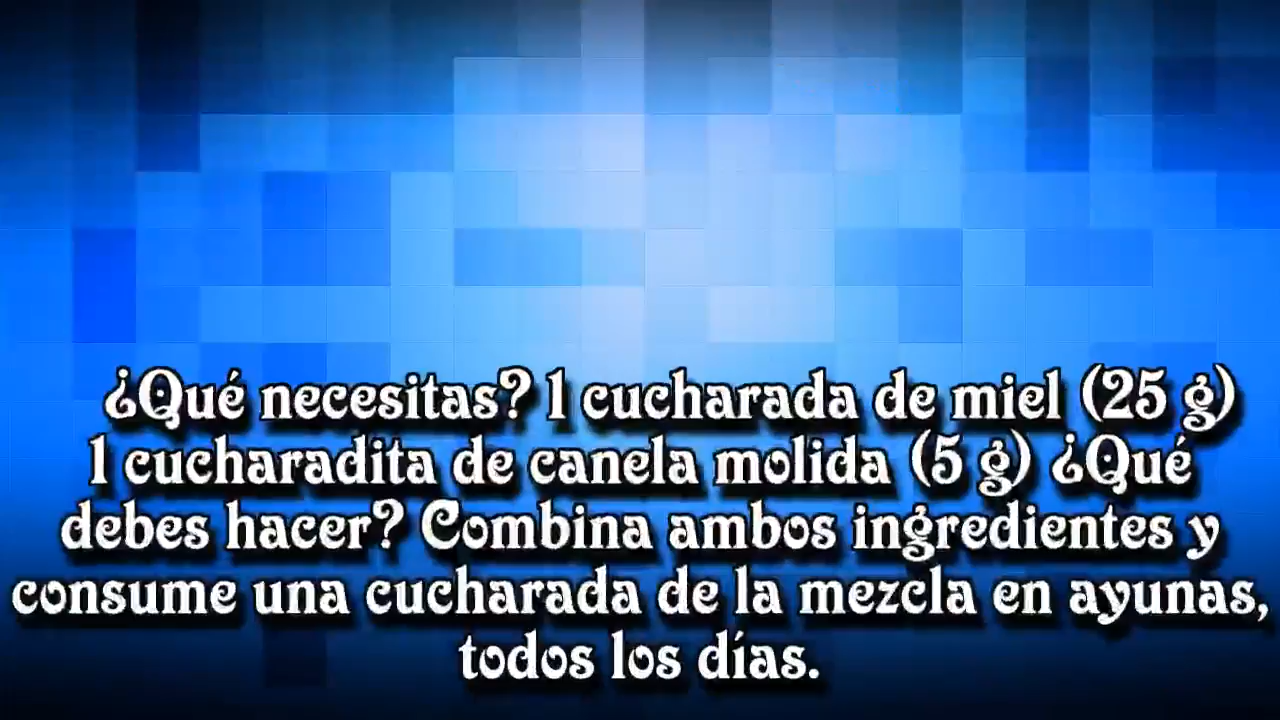 ¿Qué necesitas? 1 cucharada de miel (25 g)
1 cucharadita de canela molida (5 g) ¿Qué
debes hacer? Combina ambos ingredientes y
consume una cucharada de la mezcla en ayunas,
todos los días.